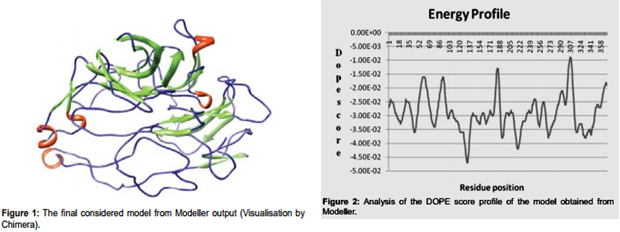 Figure 1: The final considered model from Modeller output (Visualisation by
Chimera).
Energy Profile
Dopescore
0.00E+00
-5.00E-03
-1.00E-02
-1.50E-02
-2.00E-02
-2.50E-02
-3.00E-02
-3.50E-02
-4.00E-02
-4.50E-02
-5.00E-02
1 18 35 52 69 86 103 120 137 154 171 188 205 222 239 256 273 290 307 324 341 358
Residue position
Figure 2: Analysis of the DOPE score profile of the model obtained from
Modeller.